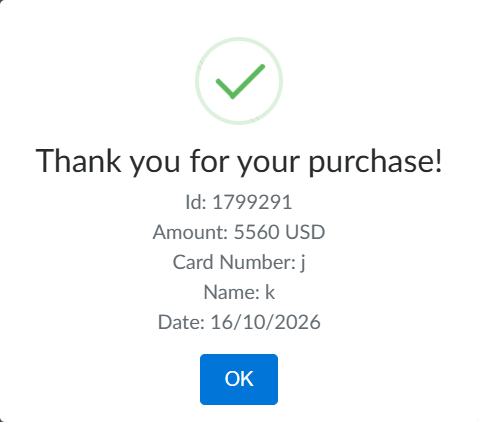 Thank you for your purchase!
Id: 1799291
Amount: 5560 USD
Card Number: j
Name: k
Date: 16/10/2026
OK